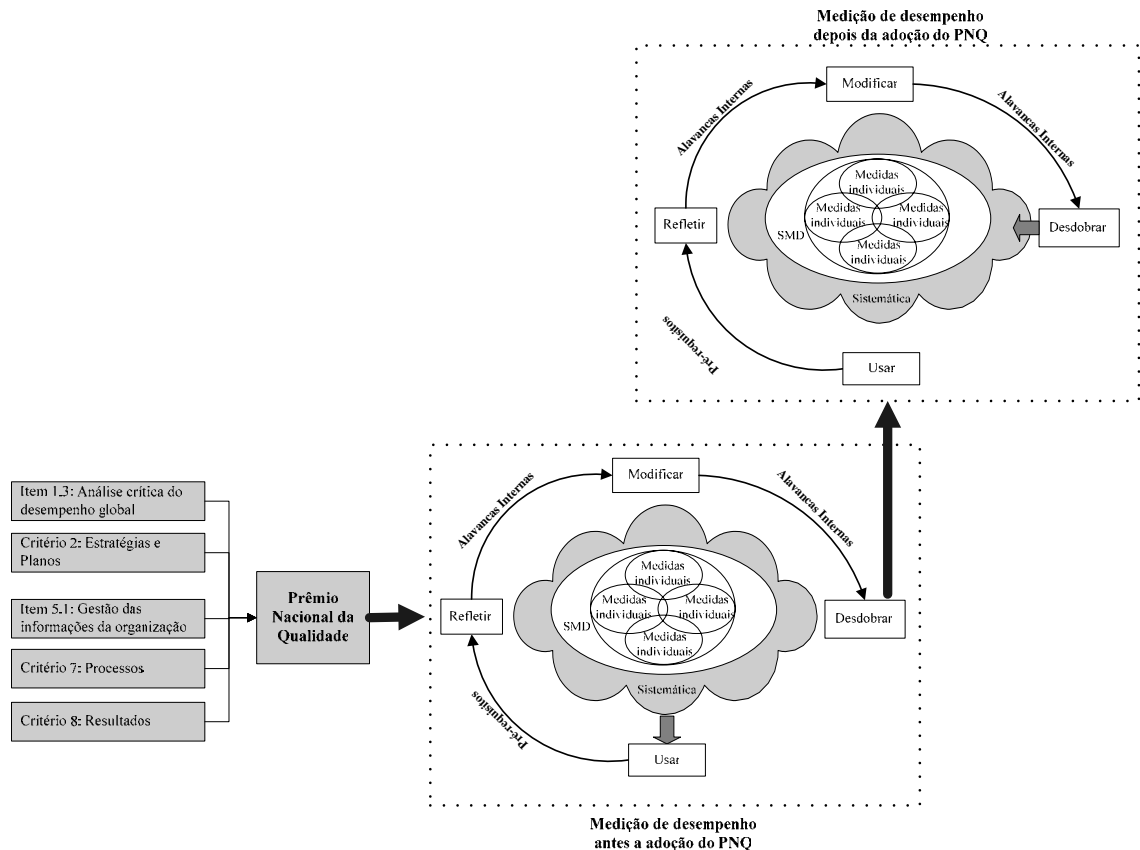 Medição de desempenho
depois da adoção do PNQ
Modificar
Alavancas Internas
Alavancas Internas
Medidas
individuais
Medidas
individuais
Medidas
individuais
Medidas
individuais
SMD
Sistemática
Refletir
Desdobrar
Pré-requisitos
Usar
Item 1.3: Análise crítica do
desempenho global
Critério 2: Estratégias e
Planos
Item 5.1: Gestão das
informações da organização
Critério 7: Processos
Critério 8: Resultados
Prêmio
Nacional da
Qualidade
Modificar
Alavancas Internas
Alavancas Internas
Medidas
individuais
Medidas
individuais
Medidas
individuais
Medidas
individuais
SMD
Sistemática
Refletir
Desdobrar
Pré-requisitos
Usar
Medição de desempenho
antes a adoção do PNQ